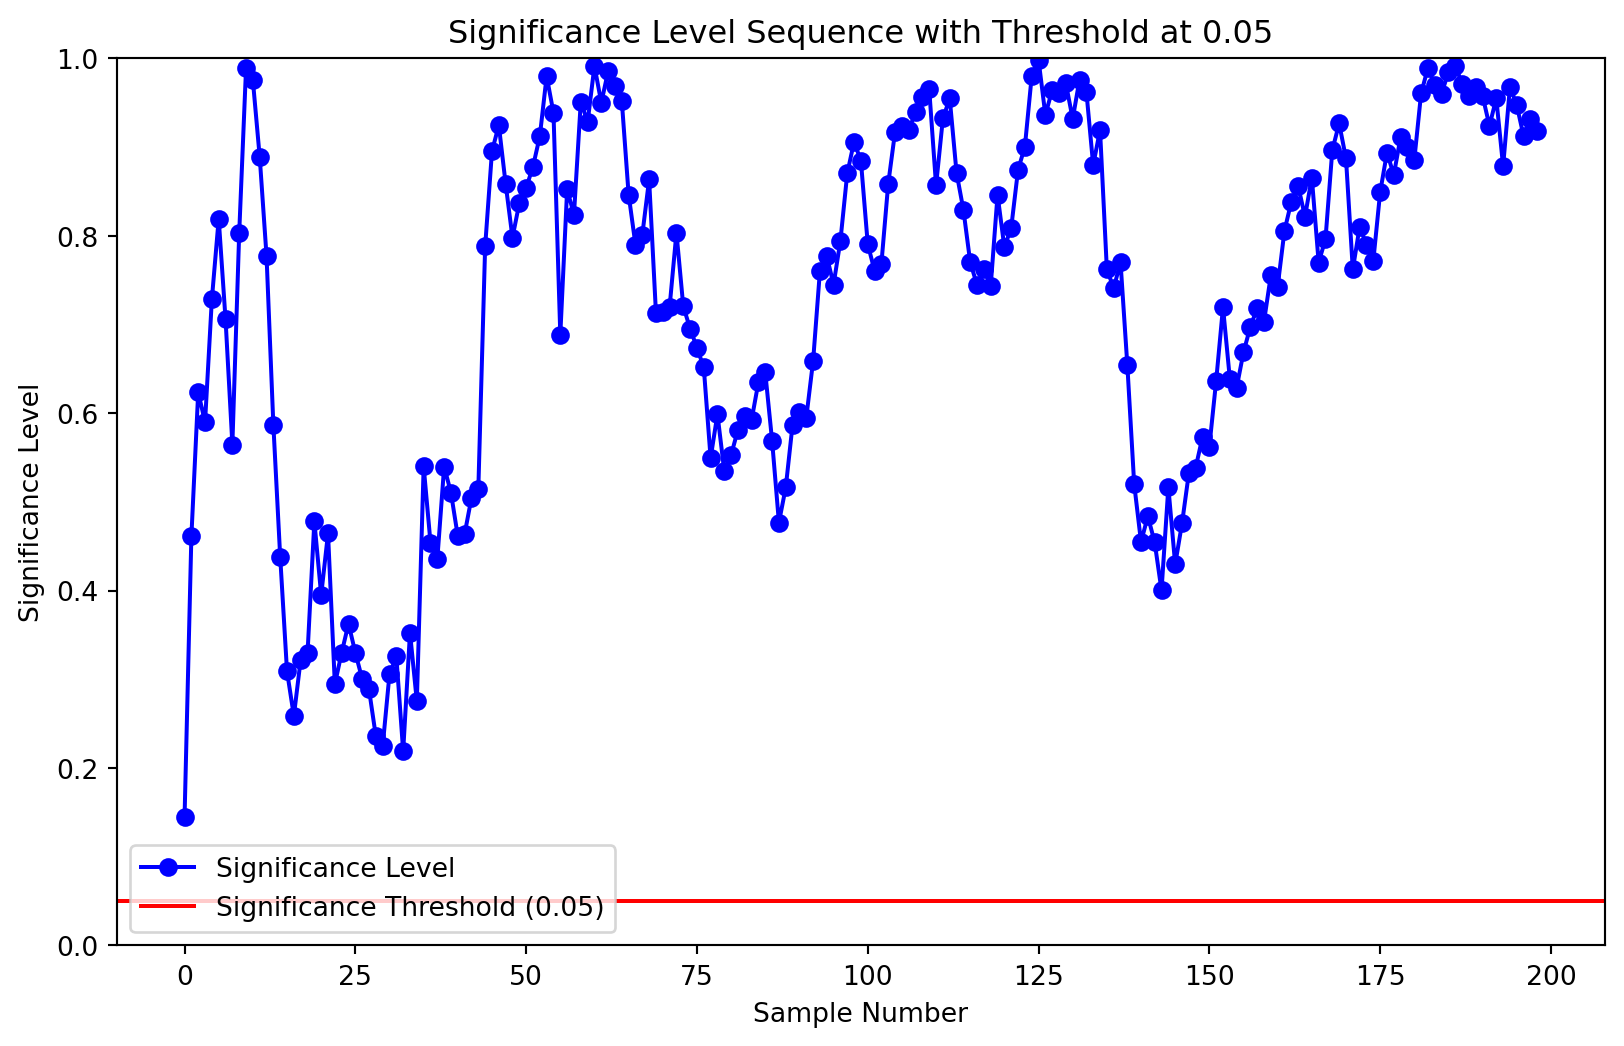 Significance Level Sequence with Threshold at 0.05
1.0
0.8
0.6
0.4
0.2
0.0
Significance Level
Significance Level
Significance Threshold (0.05)
0 25 50 75 100 125 150 175 200
Sample Number